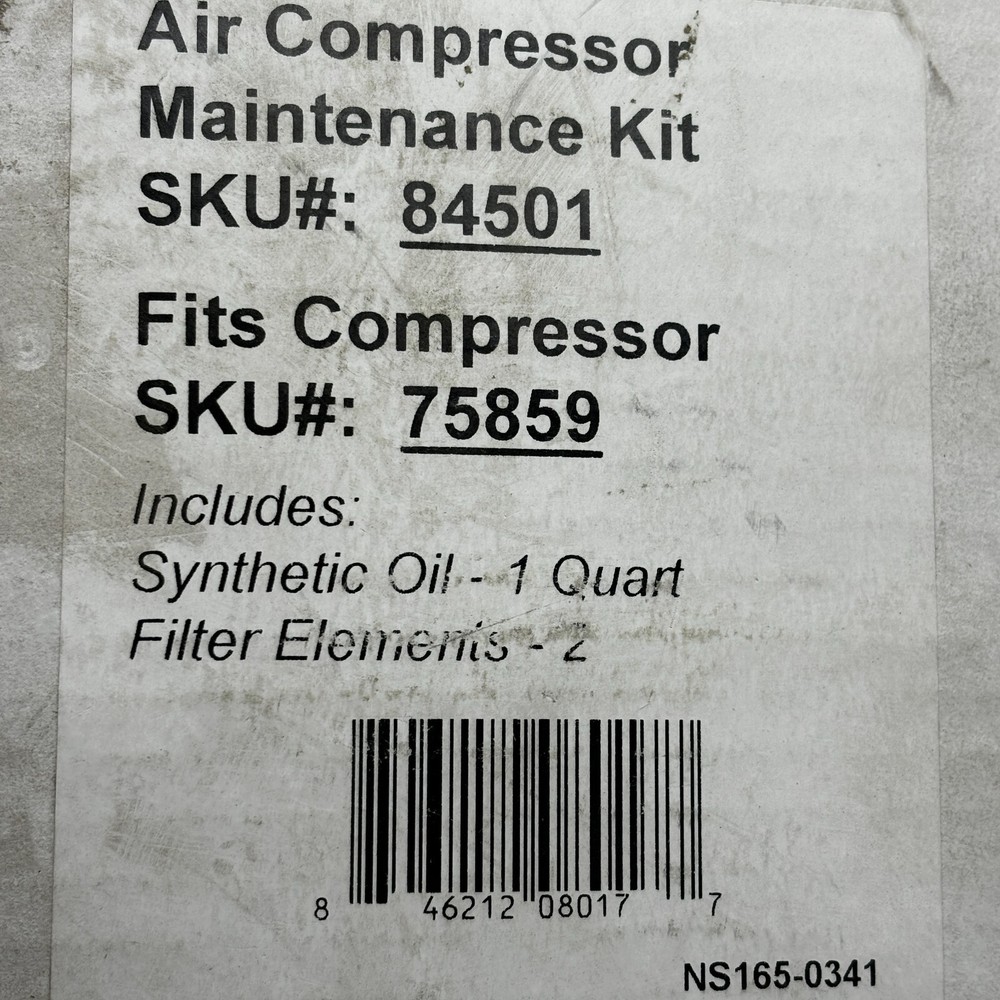 Air Compressor
Maintenance Kit
SKU#: 84501
Fits Compressor
SKU#: 75859
Includes:
Synthetic Oil - 1 Quart
Filter Elements - 2
8 46212 08017 7
NS165-0341